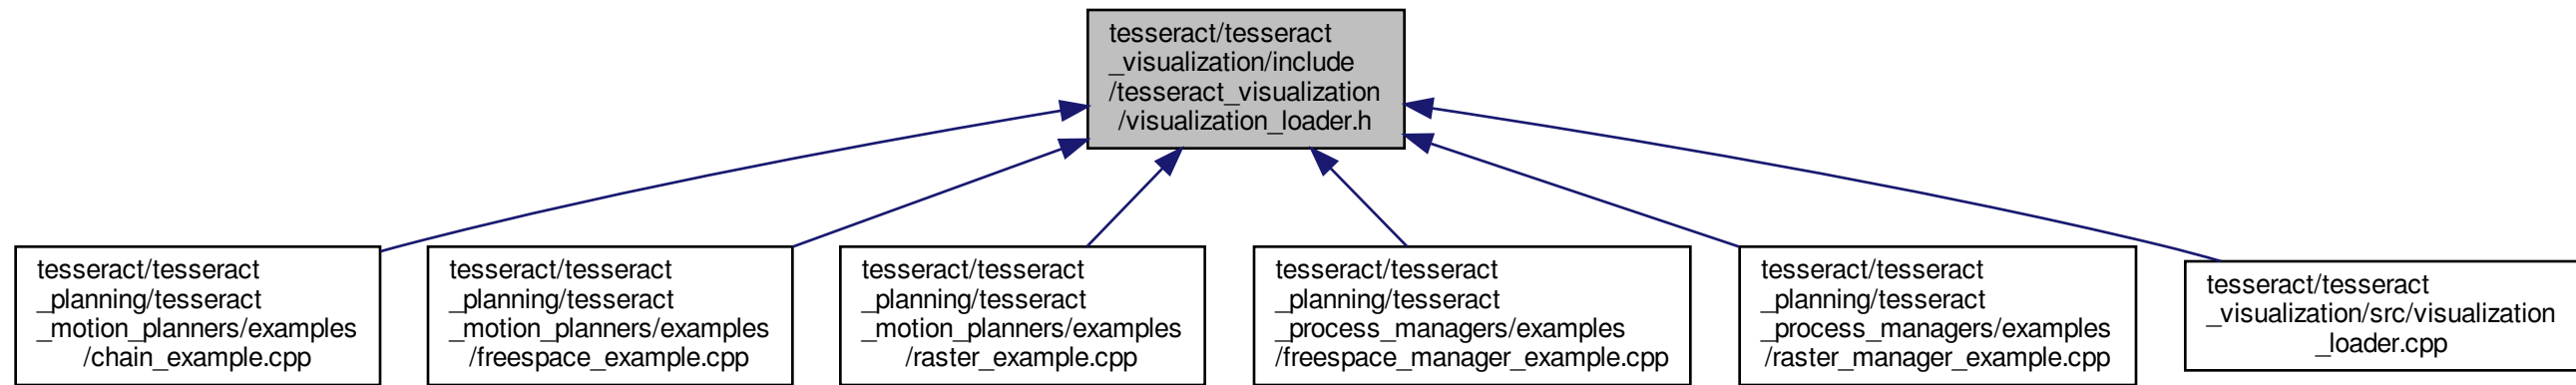 tesseract/tesseract
_visualization/include
/tesseract_visualization
/visualization_loader.h
tesseract/tesseract
_planning/tesseract
_motion_planners/examples
/chain_example.cpp
tesseract/tesseract
_planning/tesseract
_motion_planners/examples
/freespace_example.cpp
tesseract/tesseract
_planning/tesseract
_motion_planners/examples
/raster_example.cpp
tesseract/tesseract
_planning/tesseract
_process_managers/examples
/freespace_manager_example.cpp
tesseract/tesseract
_planning/tesseract
_process_managers/examples
/raster_manager_example.cpp
tesseract/tesseract
_visualization/src/visualization
_loader.cpp